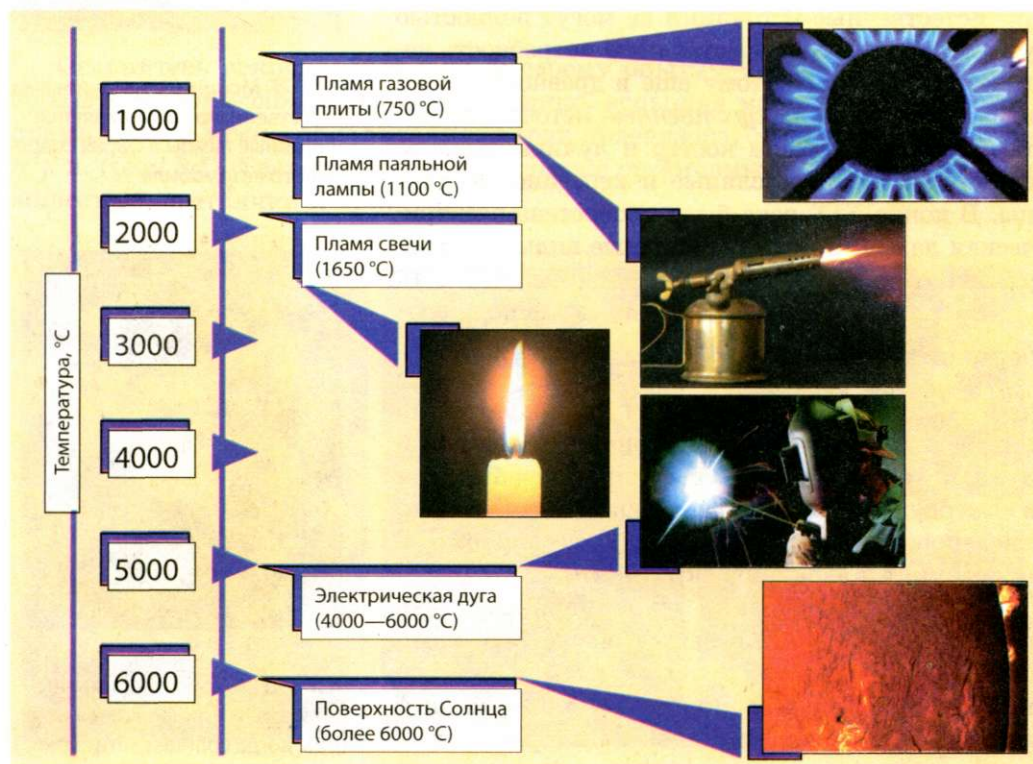 Температура, °C
1000
2000
3000
4000
5000
6000
Пламя газовой
плиты (750 °C)
Пламя паяльной
лампы (1100 °C)
Пламя свечи
(1650 °C)
Электрическая дуга
(4000—6000 °C)
Поверхность Солнца
(более 6000 °C)